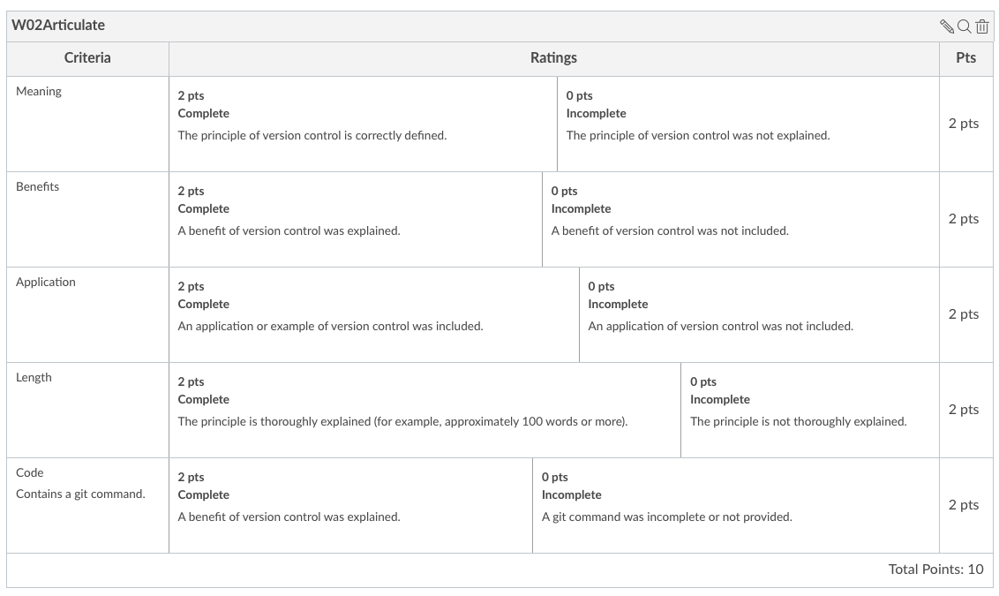 W02Articulate
Criteria Ratings Pts
Meaning
2 pts
Complete
The principle of version control is correctly defined.
0 pts
Incomplete
The principle of version control was not explained.
2 pts
Benefits
2 pts
Complete
A benefit of version control was explained.
0 pts
Incomplete
A benefit of version control was not included.
2 pts
Application
2 pts
Complete
An application or example of version control was included.
0 pts
Incomplete
An application of version control was not included.
2 pts
Length
2 pts
Complete
The principle is thoroughly explained (for example, approximately 100 words or more).
0 pts
Incomplete
The principle is not thoroughly explained.
2 pts
Code
Contains a git command.
2 pts
Complete
A benefit of version control was explained.
0 pts
Incomplete
A git command was incomplete or not provided.
2 pts
Total Points: 10